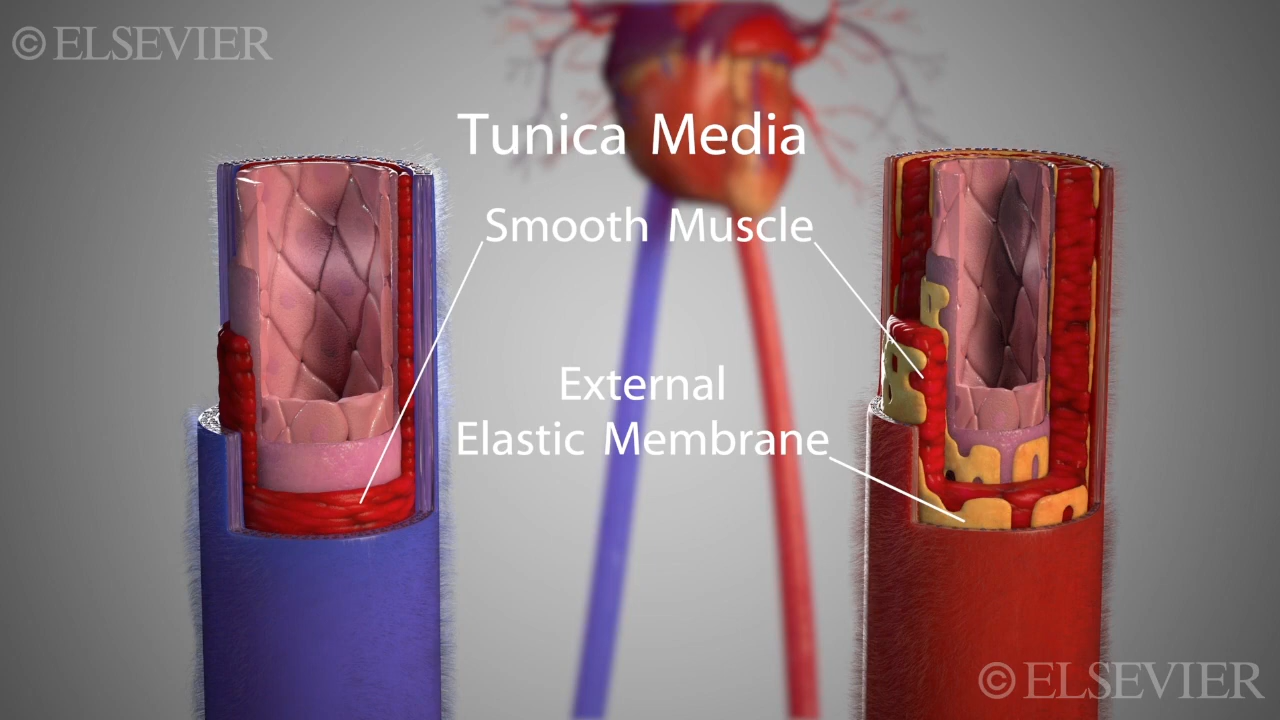 ©ELSEVIER
Tunica Media
Smooth Muscle
External
Elastic Membrane
©ELSEVIER